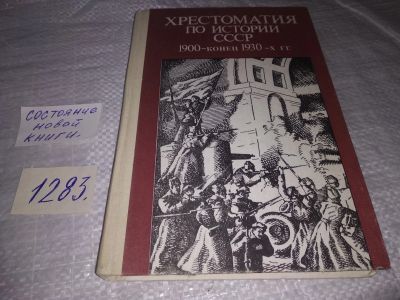 ХРЕСТОМАТИЯ
ПО ИСТОРИИ
СССР
1900-КОНЕЦ 1930-Х ГГ.
состояние
новой
книги.
1283.